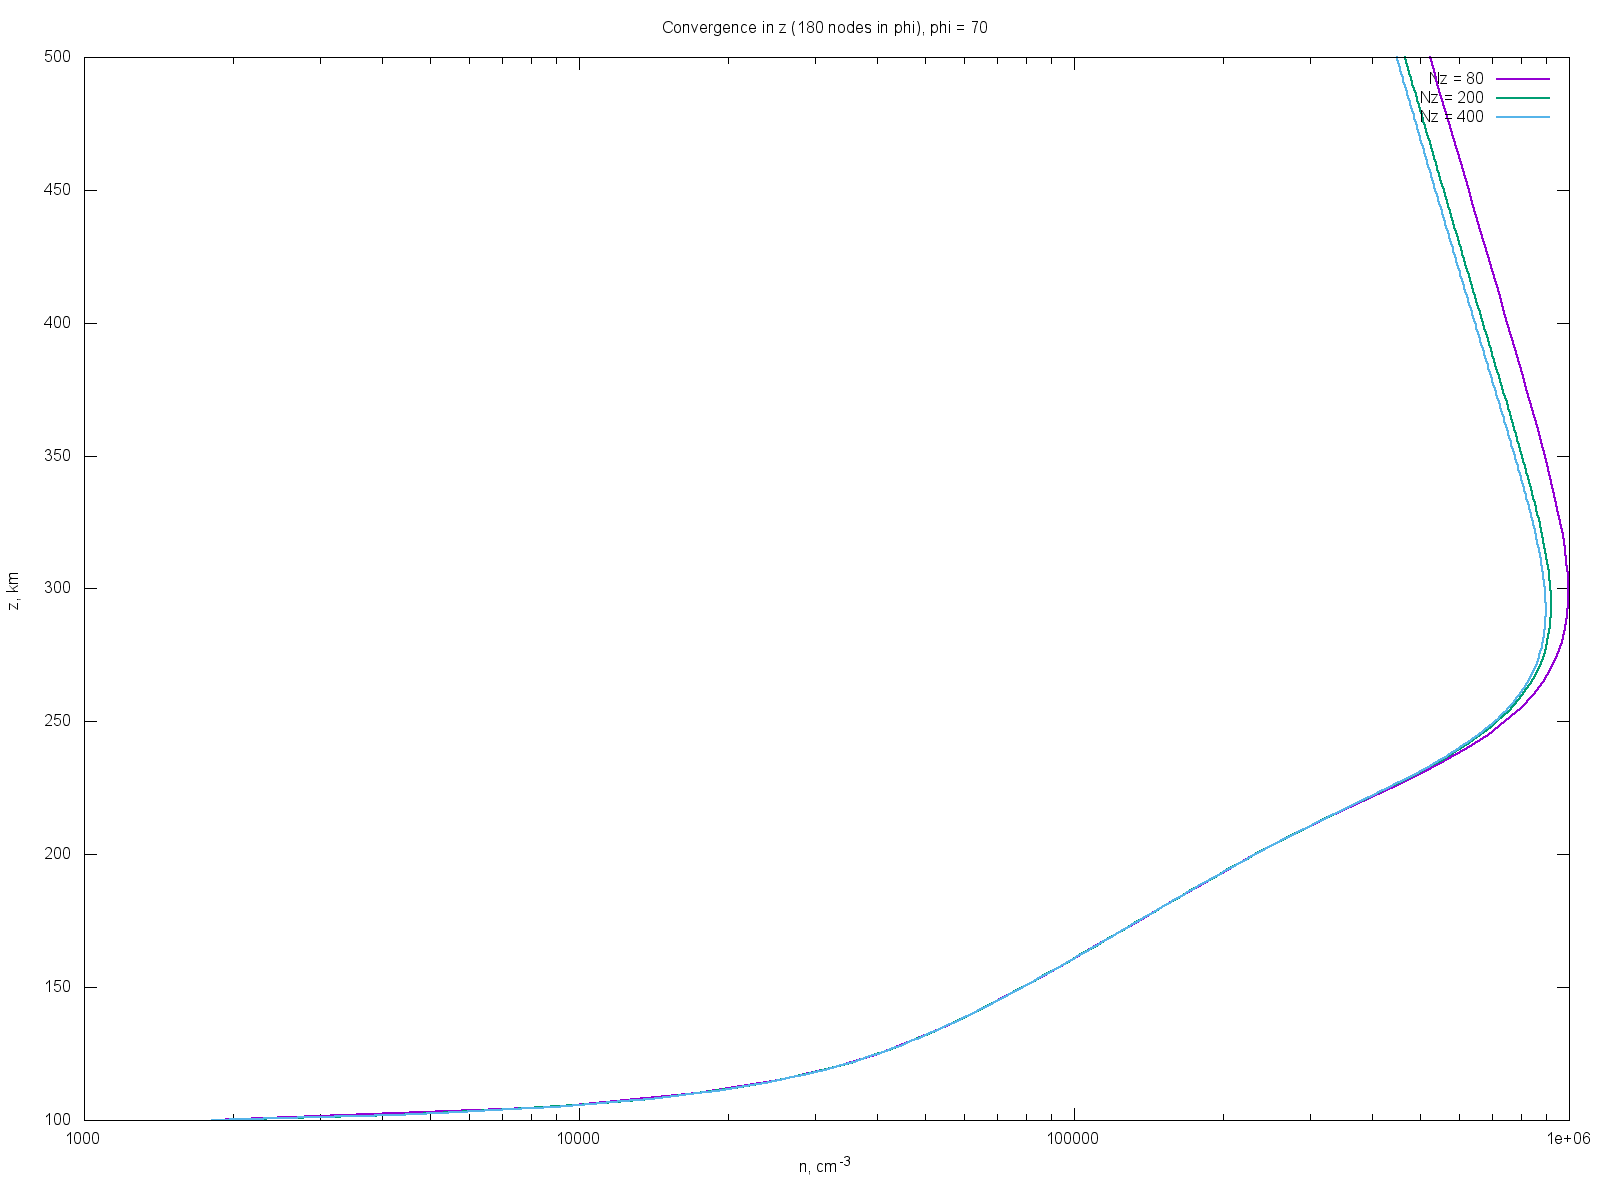 Convergence in z (180 nodes in phi), phi = 70
500
Nz = 80
Nz = 200
Nz = 400
450
400
350
300
z, km
250
200
150
100
1000
10000
100000
1e+06
n, cm-3